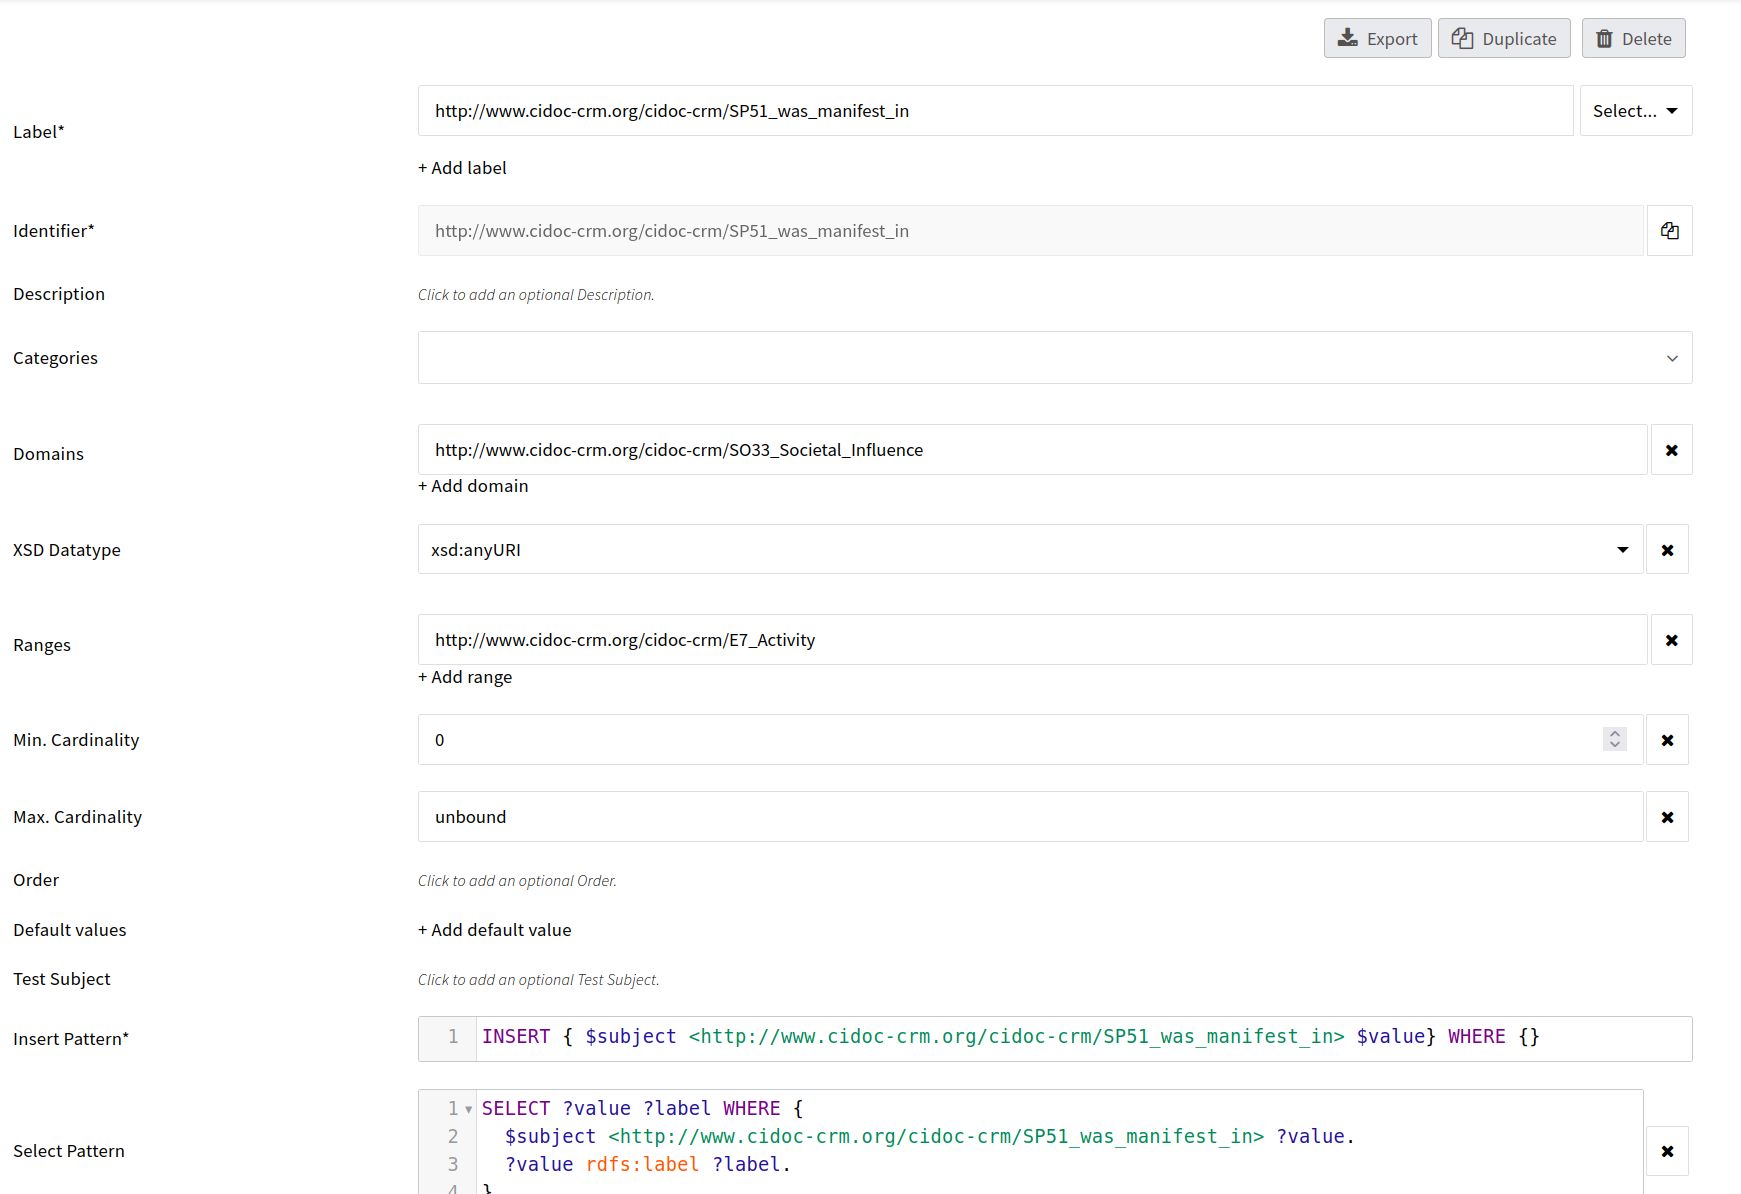 Export Duplicate Delete
Label* http://www.cidoc-crm.org/cidoc-crm/SP51_was_manifest_in Select...
+ Add label
Identifier* http://www.cidoc-crm.org/cidoc-crm/SP51_was_manifest_in
Description Click to add an optional Description.
Categories
Domains http://www.cidoc-crm.org/cidoc-crm/SO33_Societal_Influence
+ Add domain
XSD Datatype xsd:anyURI
Ranges http://www.cidoc-crm.org/cidoc-crm/E7_Activity
+ Add range
Min. Cardinality 0
Max. Cardinality unbound
Order Click to add an optional Order.
Default values + Add default value
Test Subject Click to add an optional Test Subject.
Insert Pattern* 1 INSERT { $subject <http://www.cidoc-crm.org/cidoc-crm/SP51_was_manifest_in> $value} WHERE {}
Select Pattern
1 SELECT ?value ?label WHERE {
2 $subject <http://www.cidoc-crm.org/cidoc-crm/SP51_was_manifest_in> ?value.
3 ?value rdfs:label ?label.
4 }